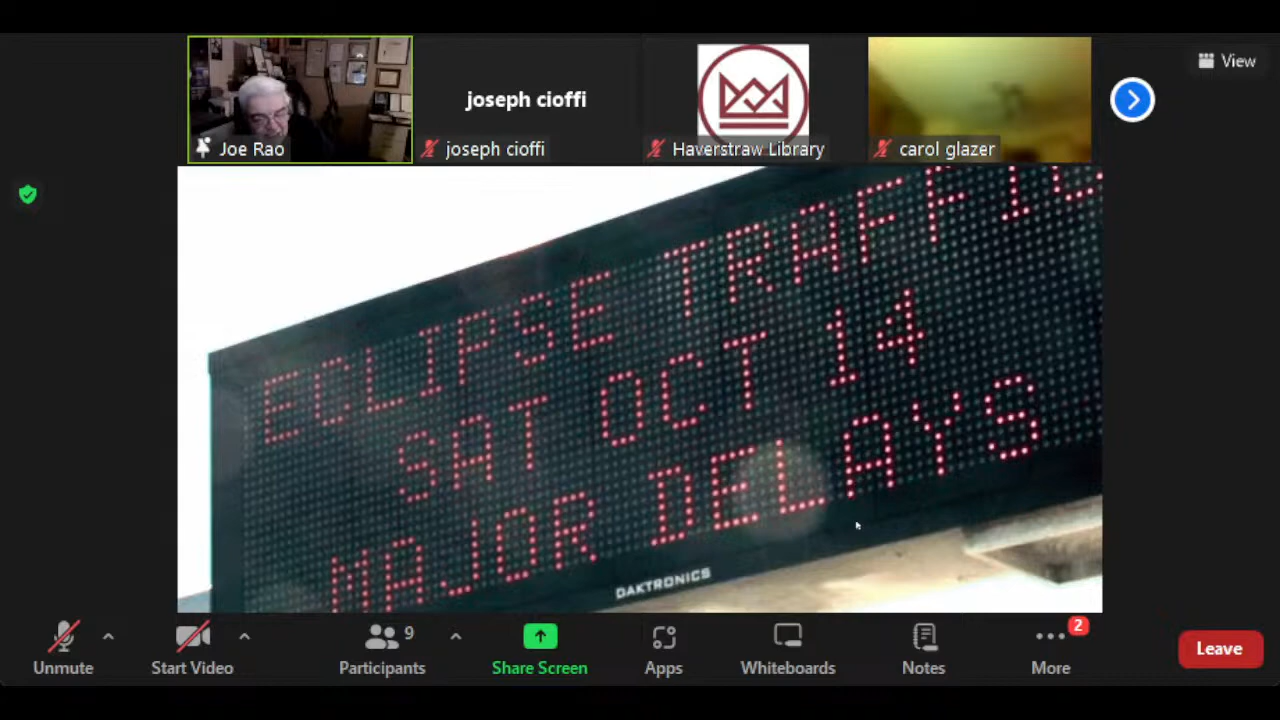 View
joseph cioffi
Joe Rao
joseph cioffi
Haverstraw Library
carol glazer
ECLIPSE TRAFFIC
SAT OCT 14
MAJOR DELAYS
DAKTRONICS
9
2
Unmute
Start Video
Participants
Share Screen
Apps
Whiteboards
Notes
More
Leave